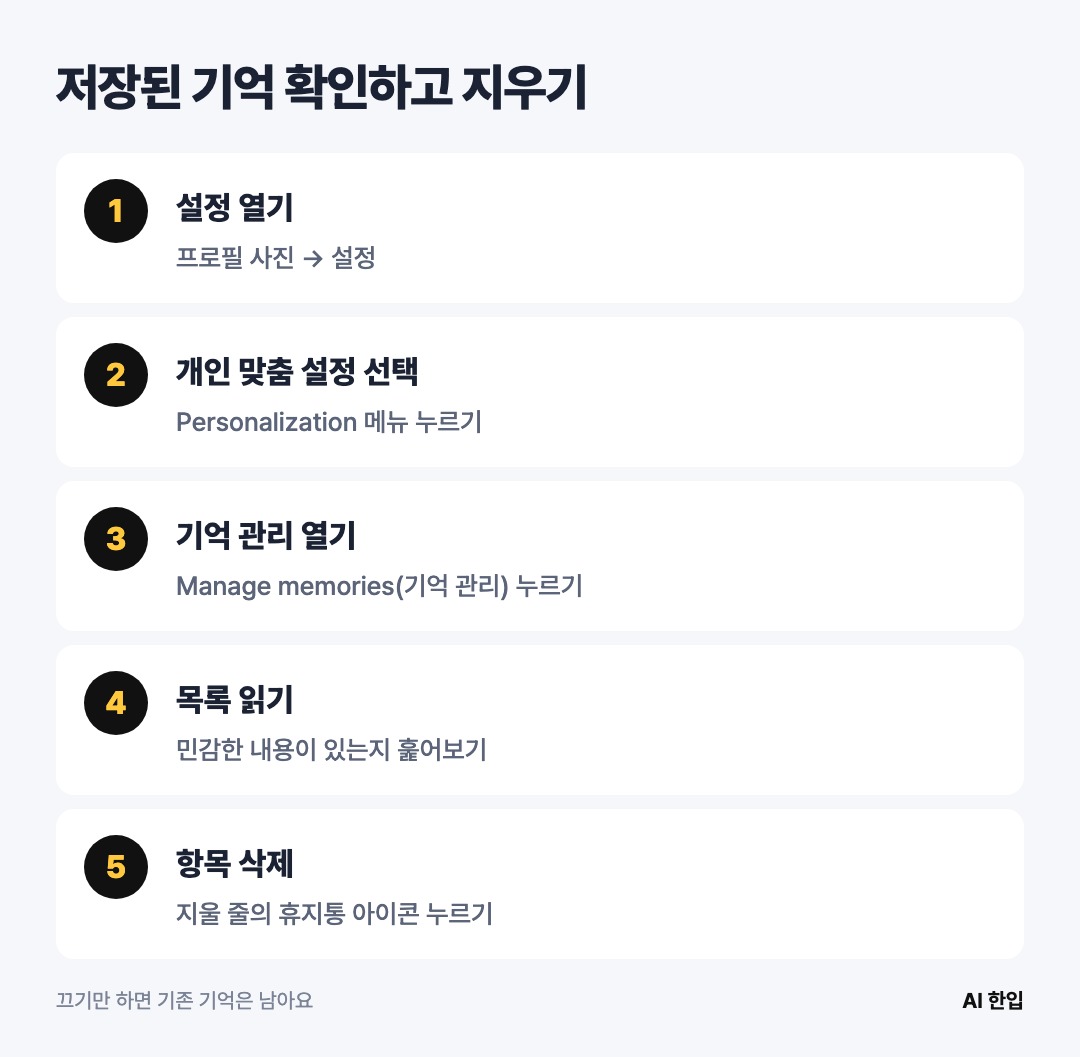 저장된 기억 확인하고 지우기
1
설정 열기
프로필 사진 → 설정
2
개인 맞춤 설정 선택
Personalization 메뉴 누르기
3
기억 관리 열기
Manage memories(기억 관리) 누르기
4
목록 읽기
민감한 내용이 있는지 훑어보기
5
항목 삭제
지울 줄의 휴지통 아이콘 누르기
끄기만 하면 기존 기억은 남아요
AI 한입